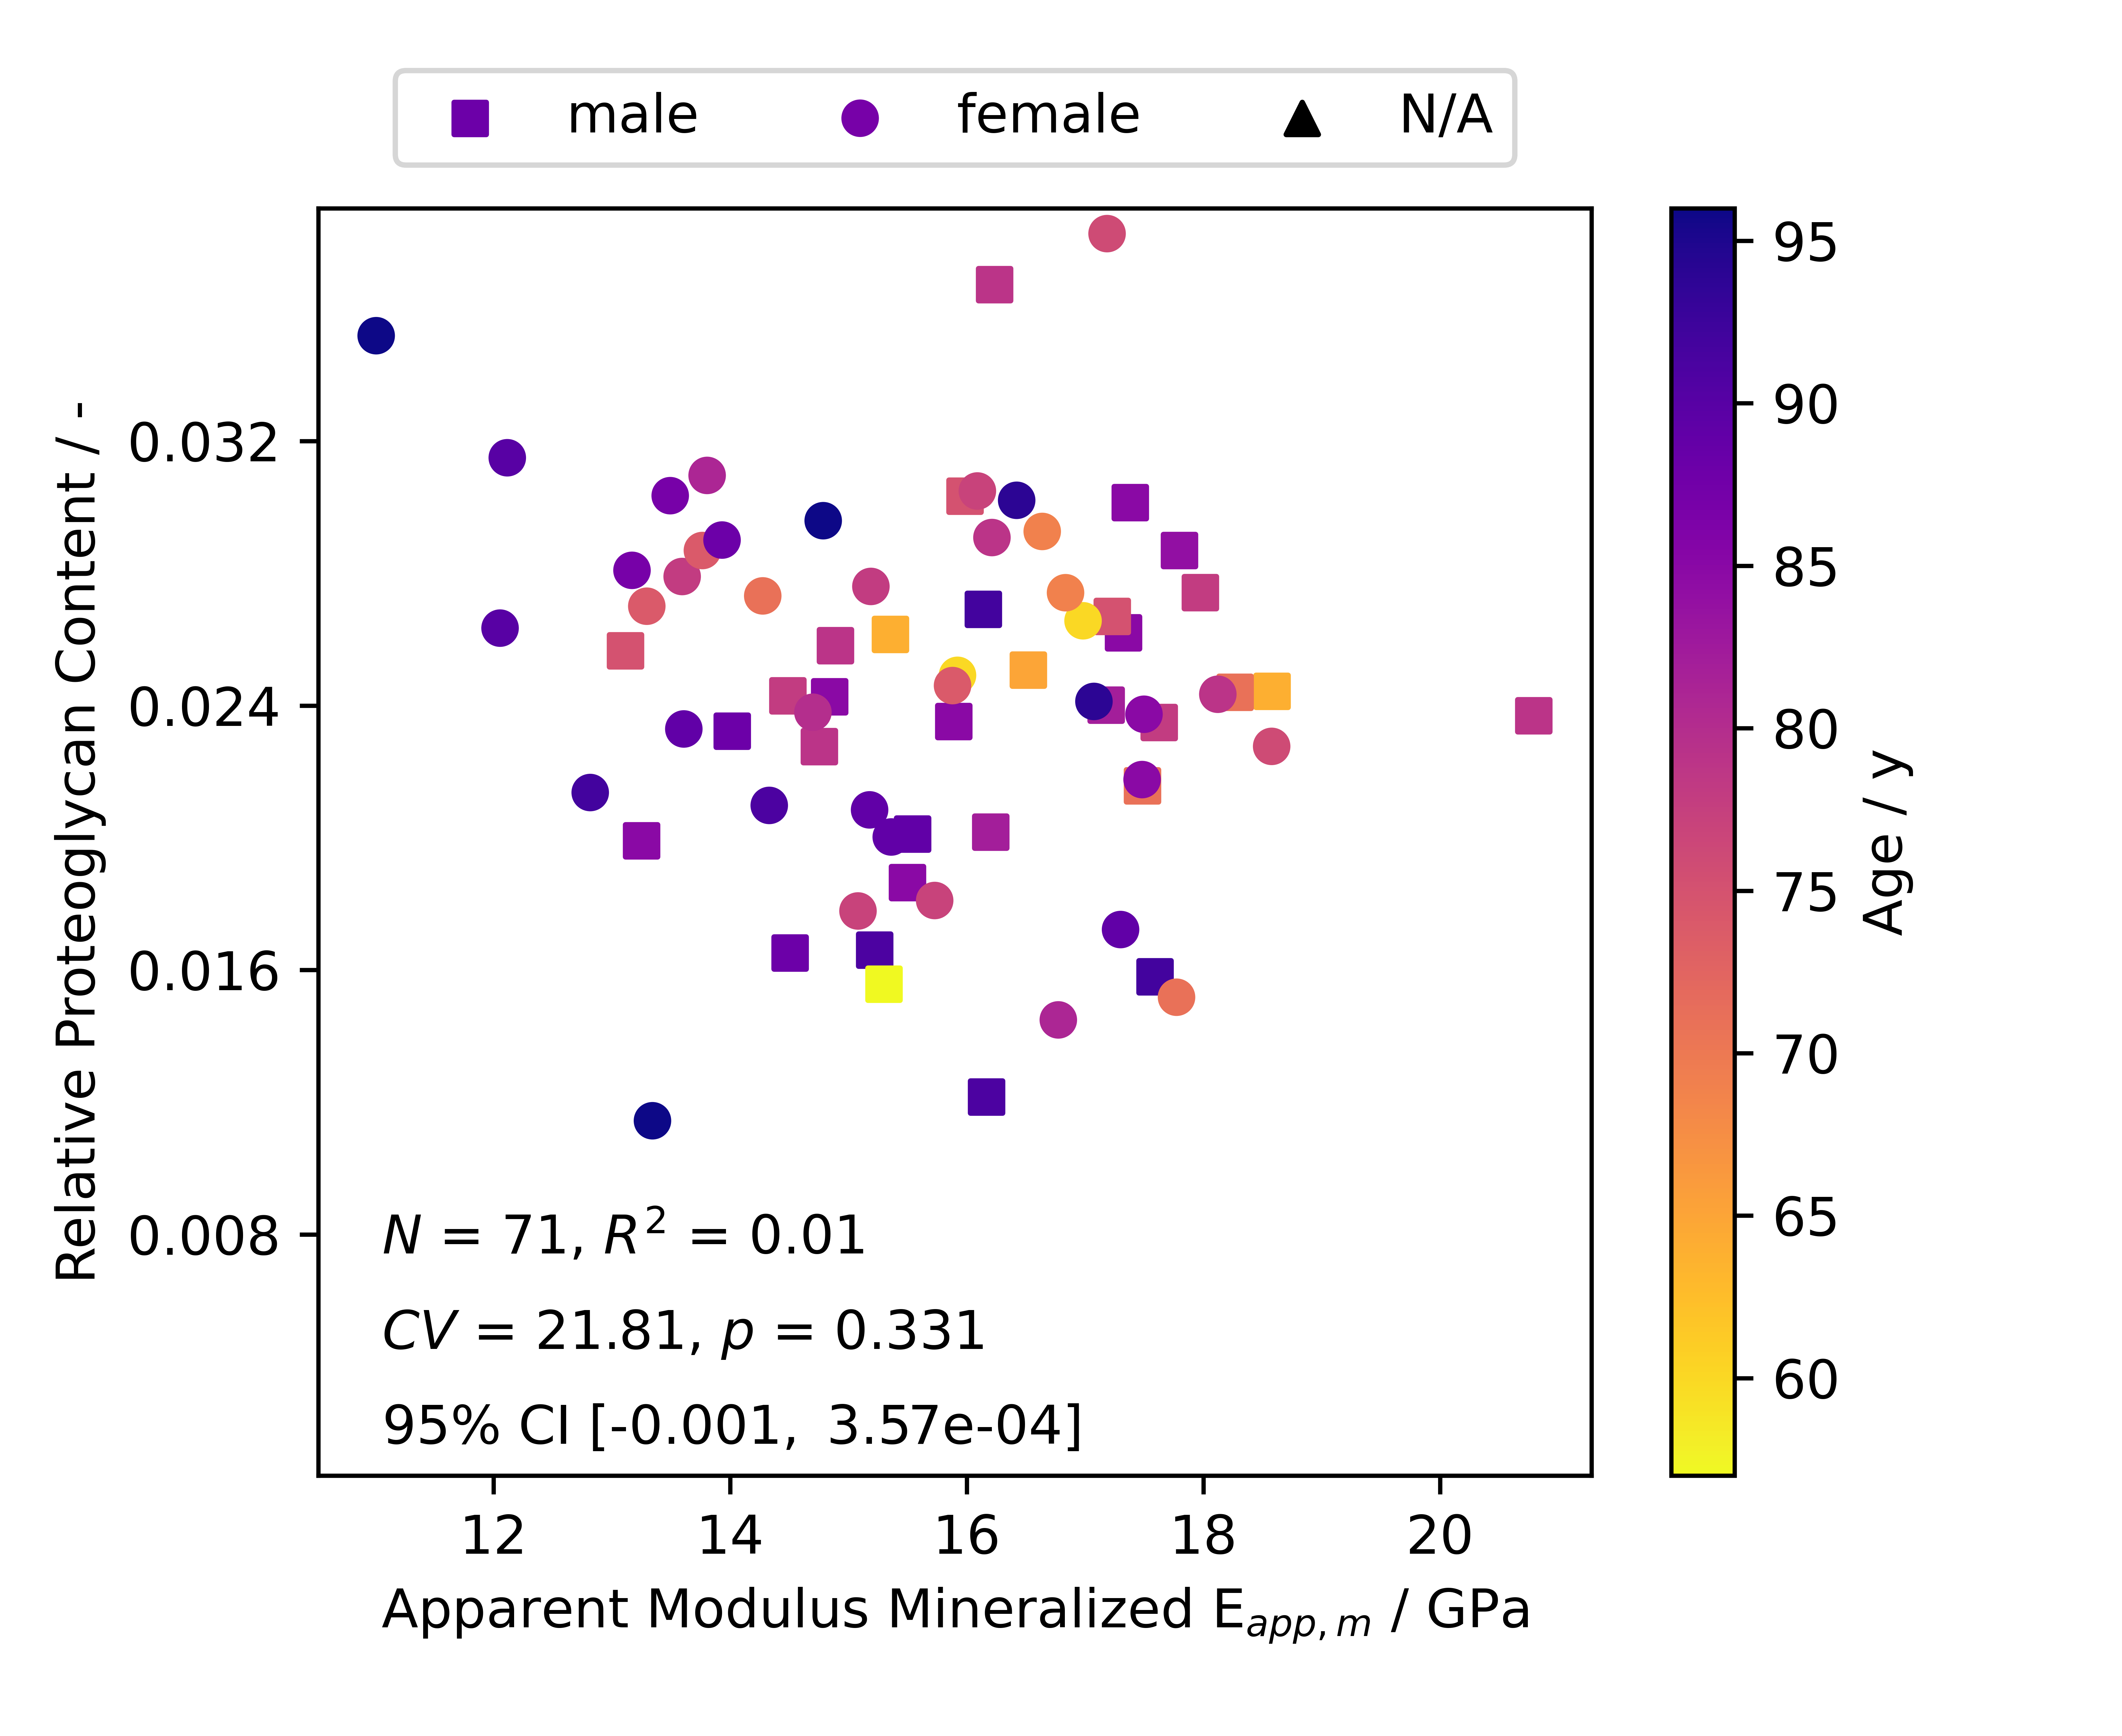 male female N/A
Relative Proteoglycan Content / -
0.032
0.024
0.016
0.008
N = 71, R² = 0.01
CV = 21.81, p = 0.331
95% CI [-0.001, 3.57e-04]
12 14 16 18 20
Apparent Modulus Mineralized E_app,m / GPa
95
90
85
80
75
70
65
60
Age / y